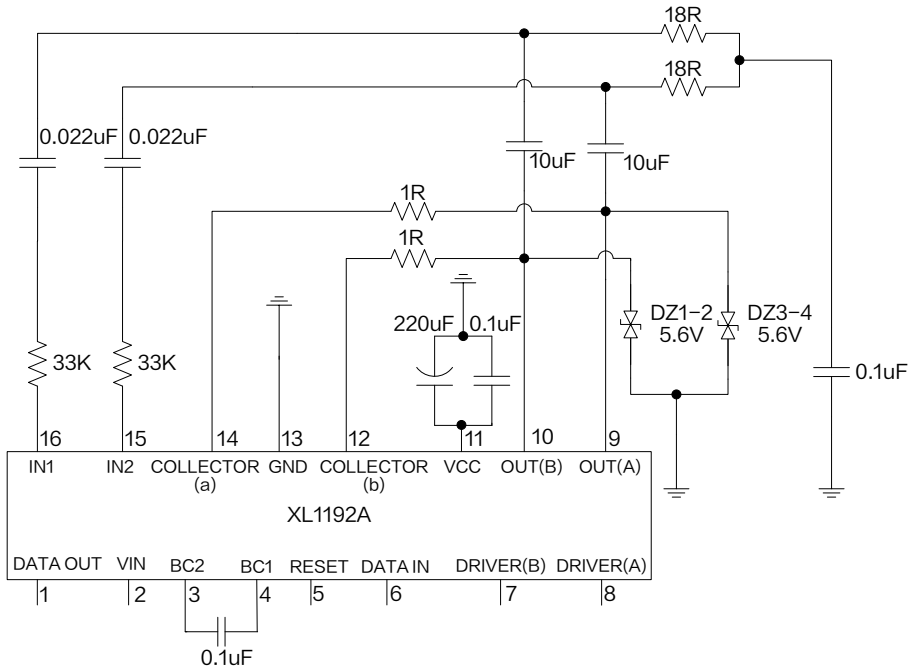 18R
18R
0.022uF 0.022uF
10uF 10uF
1R
1R
220uF 0.1uF
DZ1-2 DZ3-4
5.6V 5.6V
33K 33K
0.1uF
16 15 14 13 12 11 10 9
IN1 IN2 COLLECTOR GND COLLECTOR VCC OUT(B) OUT(A)
(a) (b)
XL1192A
DATA OUT VIN BC2 BC1 RESET DATA IN DRIVER(B) DRIVER(A)
1 2 3 4 5 6 7 8
0.1uF